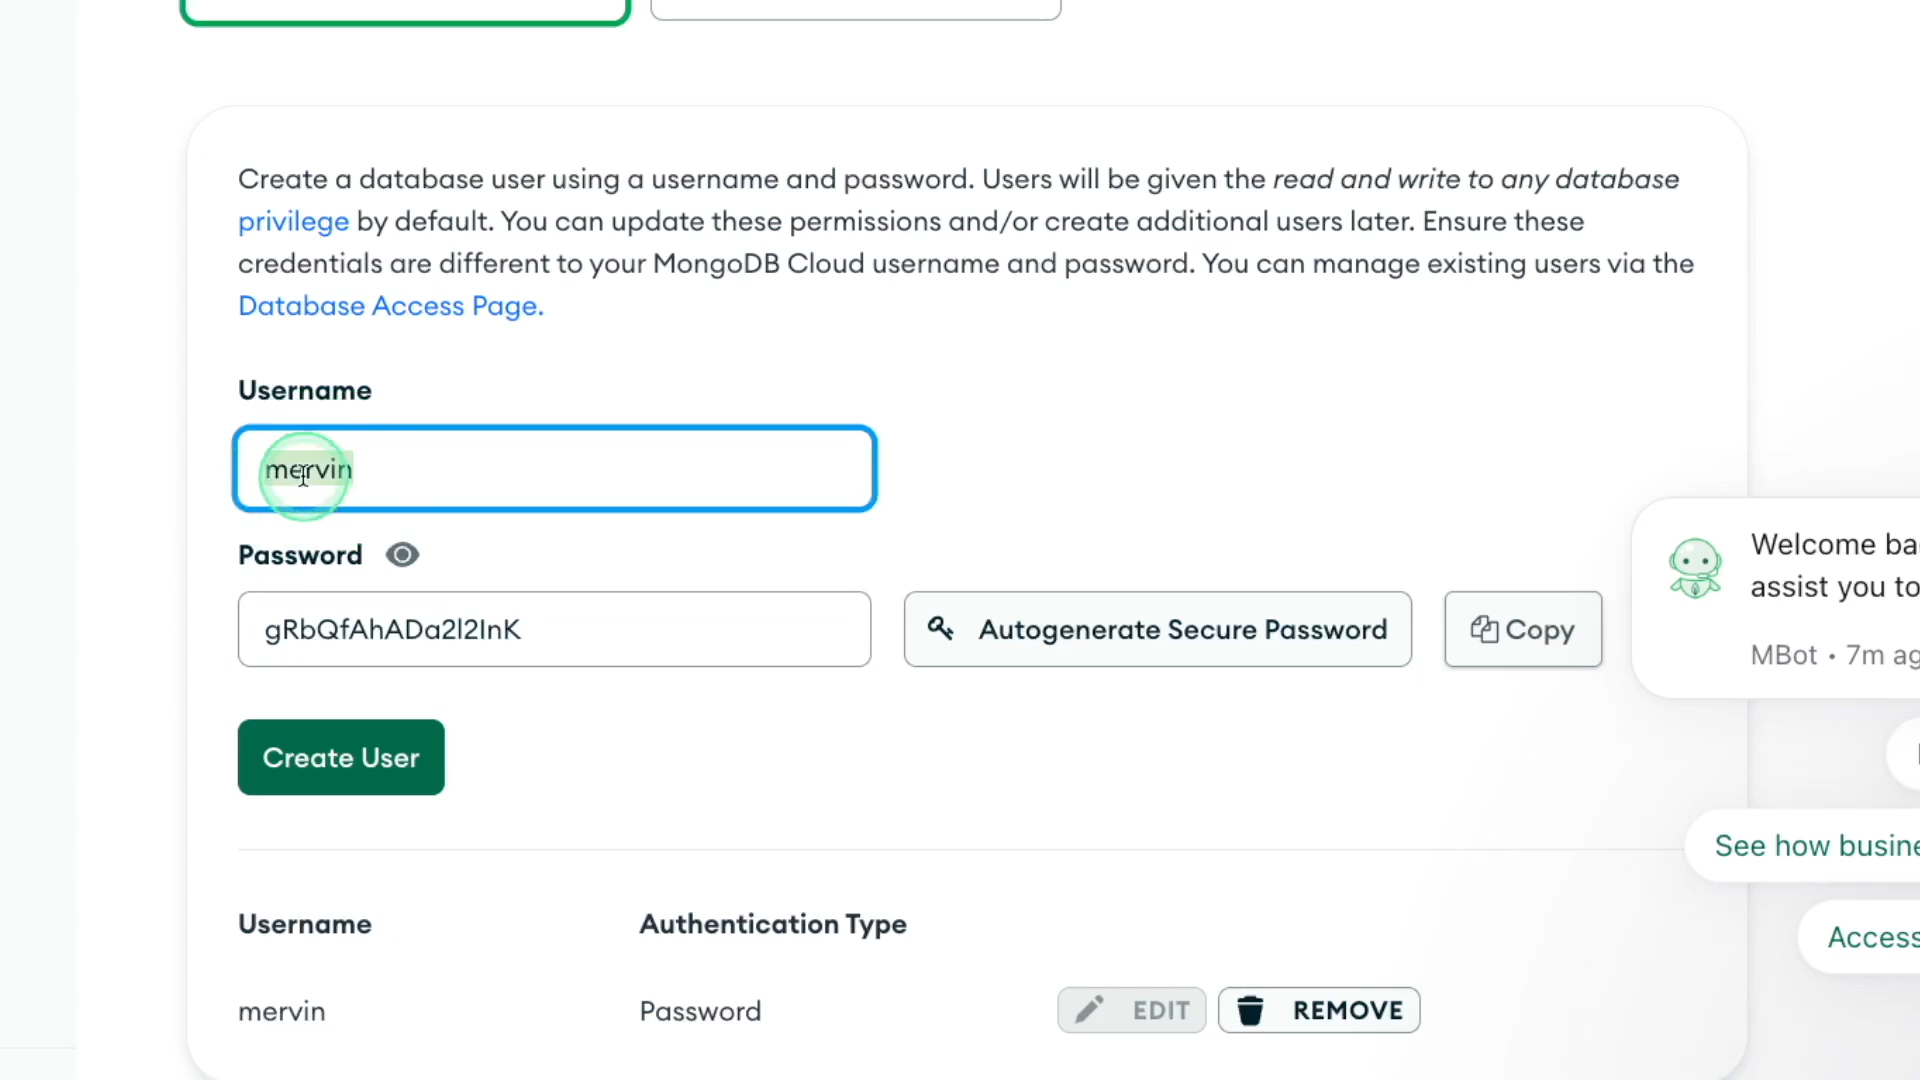 Create a database user using a username and password. Users will be given the read and write to any database
privilege by default. You can update these permissions and/or create additional users later. Ensure these
credentials are different to your MongoDB Cloud username and password. You can manage existing users via the
Database Access Page.
Username
mervin
Password
gRbQfAhADa2l2InK
Autogenerate Secure Password
Copy
Create User
Username Authentication Type
mervin Password EDIT REMOVE
Welcome ba
assist you to
MBot • 7m ag
See how busine
Access